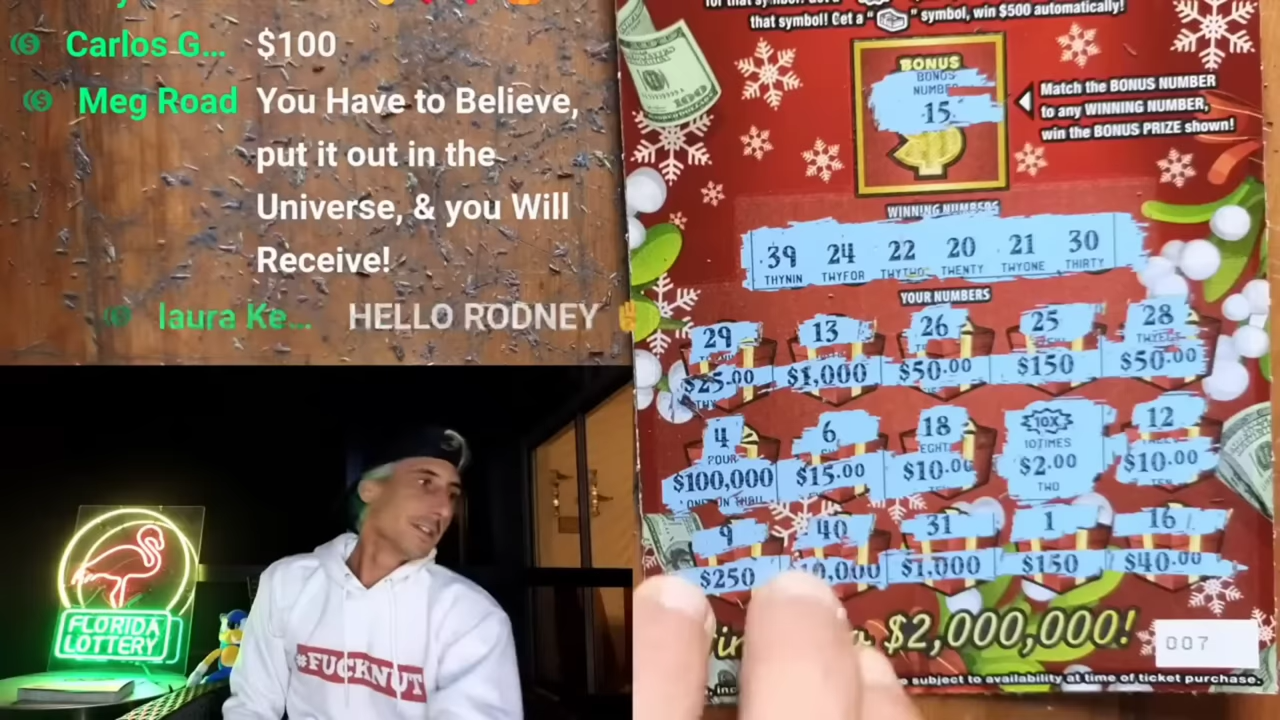 Carlos G... $100
Meg Road You Have to Believe,
put it out in the
Universe, & you Will
Receive!
laura Ke... HELLO RODNEY
FLORIDA
LOTTERY
#FUCKNUT
that symbol! Get a " " symbol, win $500 automatically!
BONUS
BONUS
NUMBER
15
Match the BONUS NUMBER
to any WINNING NUMBER,
win the BONUS PRIZE shown!
WINNING NUMBERS
39 24 22 20 21 30
THYNIN TWYFOR THYTWO TWENTY TWYONE THIRTY
YOUR NUMBERS
29 13 26 25 28
$25.00 $1,000 $50.00 $150 $50.00
4 6 18 10X 12
FOUR EGHT 10TIMES
$100,000 $15.00 $10.00 $2.00 $10.00
TWO
9 40 31 1 16
$250 $1,000 $150 $40.00
$2,000,000!
007
subject to availability at time of ticket purchase.